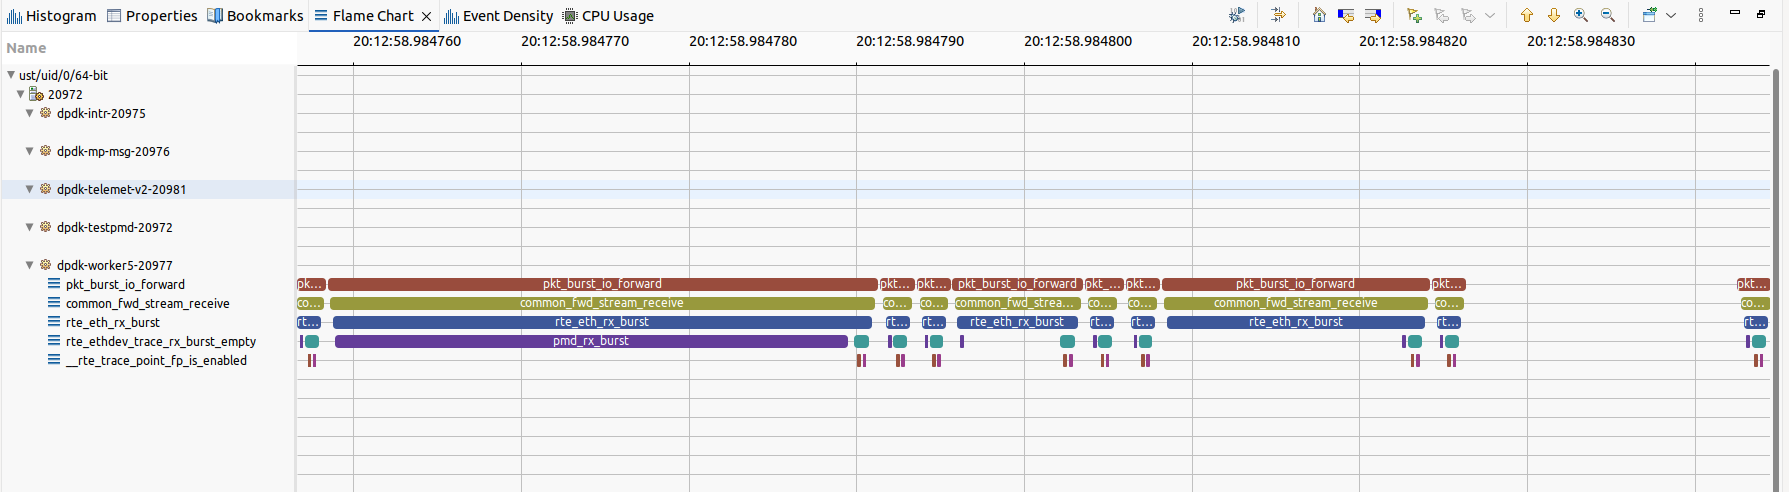 Histogram Properties Bookmarks Flame Chart Event Density CPU Usage
Name
20:12:58.984760 20:12:58.984770 20:12:58.984780 20:12:58.984790 20:12:58.984800 20:12:58.984810 20:12:58.984820 20:12:58.984830
ust/uid/0/64-bit
20972
dpdk-intr-20975
dpdk-mp-msg-20976
dpdk-telemet-v2-20981
dpdk-testpmd-20972
dpdk-worker5-20977
pkt_burst_io_forward pk... pkt_burst_io_forward pkt... pkt... pkt_burst_io_forward pkt_... pkt... pkt_burst_io_forward pkt... pkt...
common_fwd_stream_receive co... common_fwd_stream_receive co... co... common_fwd_strea... co... co... common_fwd_stream_receive co... co...
rte_eth_rx_burst rt... rte_eth_rx_burst rt... rt... rte_eth_rx_burst rt... rt... rte_eth_rx_burst rt... rt...
rte_ethdev_trace_rx_burst_empty pmd_rx_burst
__rte_trace_point_fp_is_enabled